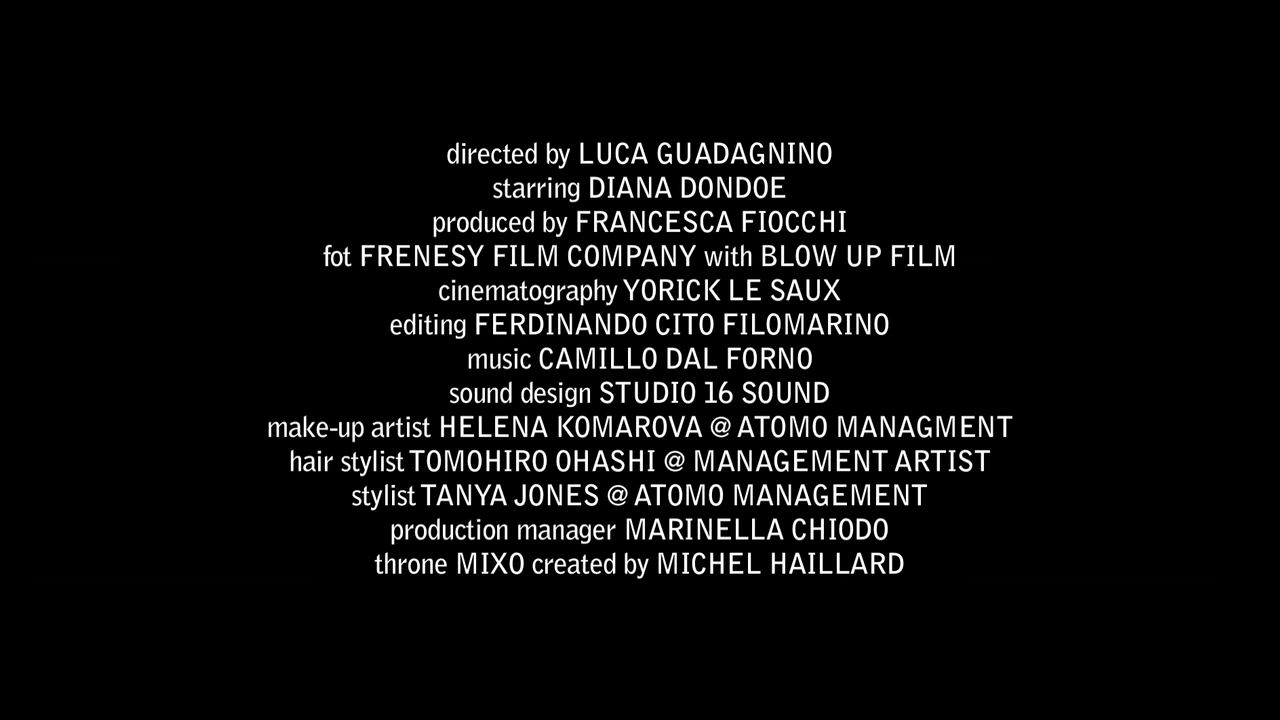 directed by LUCA GUADAGNINO
starring DIANA DONDOE
produced by FRANCESCA FIOCCHI
fot FRENESY FILM COMPANY with BLOW UP FILM
cinematography YORICK LE SAUX
editing FERDINANDO CITO FILOMARINO
music CAMILLO DAL FORNO
sound design STUDIO 16 SOUND
make-up artist HELENA KOMAROVA @ ATOMO MANAGMENT
hair stylist TOMOHIRO OHASHI @ MANAGEMENT ARTIST
stylist TANYA JONES @ ATOMO MANAGEMENT
production manager MARINELLA CHIODO
throne MIXO created by MICHEL HAILLARD